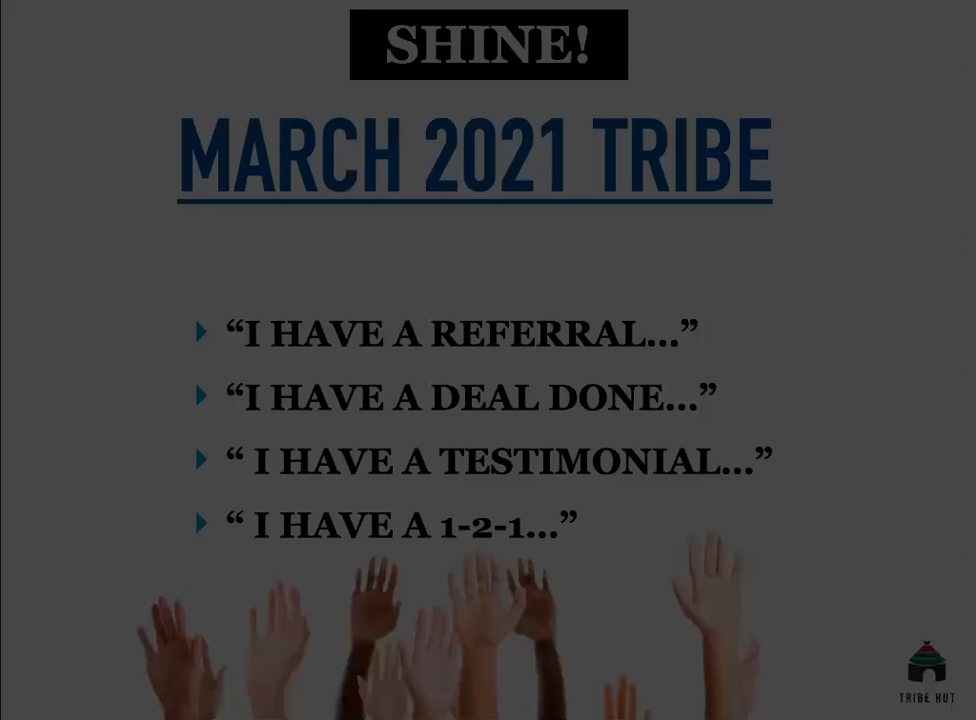 SHINE!
MARCH 2021 TRIBE
“I HAVE A REFERRAL...”
“I HAVE A DEAL DONE...”
“ I HAVE A TESTIMONIAL...”
“ I HAVE A 1-2-1...”
TRIBE HUT